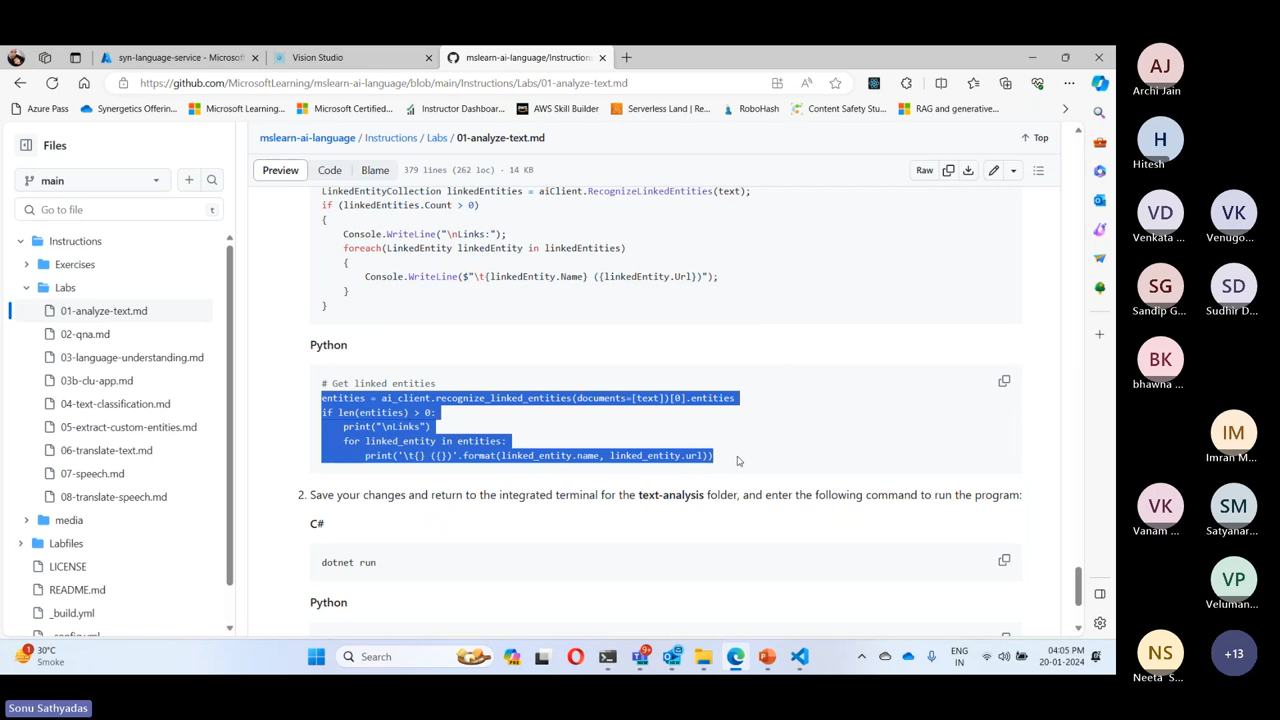 syn-language-service - Microsoft
Vision Studio
mslearn-ai-language/Instructions
https://github.com/MicrosoftLearning/mslearn-ai-language/blob/main/Instructions/Labs/01-analyze-text.md
Azure Pass
Synergetics Offering...
Microsoft Learning...
Microsoft Certified...
Instructor Dashboar...
AWS Skill Builder
Serverless Land | Re...
RoboHash
Content Safety Stu...
RAG and generative...
Files
main
Go to file
t
Instructions
Exercises
Labs
01-analyze-text.md
02-qna.md
03-language-understanding.md
03b-clu-app.md
04-text-classification.md
05-extract-custom-entities.md
06-translate-text.md
07-speech.md
08-translate-speech.md
media
Labfiles
LICENSE
README.md
_build.yml
mslearn-ai-language / Instructions / Labs / 01-analyze-text.md
Top
Preview
Code
Blame
379 lines (262 loc) · 14 KB
Raw
LinkedEntityCollection linkedEntities = aiClient.RecognizeLinkedEntities(text);
if (linkedEntities.Count > 0)
{
Console.WriteLine("\nLinks:");
foreach(LinkedEntity linkedEntity in linkedEntities)
{
Console.WriteLine($"\t{linkedEntity.Name} ({linkedEntity.Url})");
}
}
Python
# Get linked entities
entities = ai_client.recognize_linked_entities(documents=[text])[0].entities
if len(entities) > 0:
print("\nLinks")
for linked_entity in entities:
print('\t{} ({})'.format(linked_entity.name, linked_entity.url))
2. Save your changes and return to the integrated terminal for the text-analysis folder, and enter the following command to run the program:
C#
dotnet run
Python
30°C
Smoke
Search
ENG
IN
04:05 PM
20-01-2024
Sonu Sathyadas
AJ
Archi Jain
H
Hitesh
VD
Venkata ...
VK
Venugo...
SG
Sandip G...
SD
Sudhir D...
BK
bhawna ...
IM
Imran M...
VK
Vanam ...
SM
Satyanar...
VP
Veluman...
NS
Neeta S...
+13